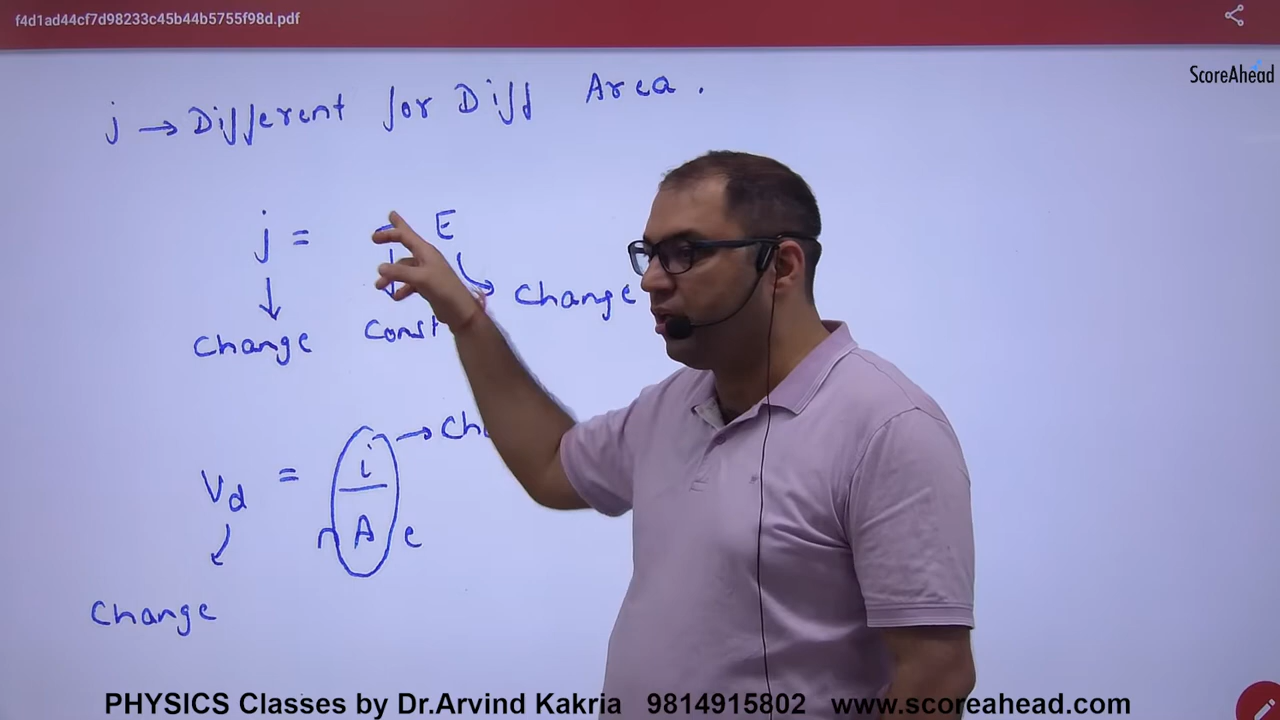 f4d1ad44cf7d98233c45b44b5755f98d.pdf
ScoreAhead
j → Different for Diff Area.
j = E
Change Const Change
Vd = i / n A e →
Change
PHYSICS Classes by Dr.Arvind Kakria 9814915802 www.scoreahead.com